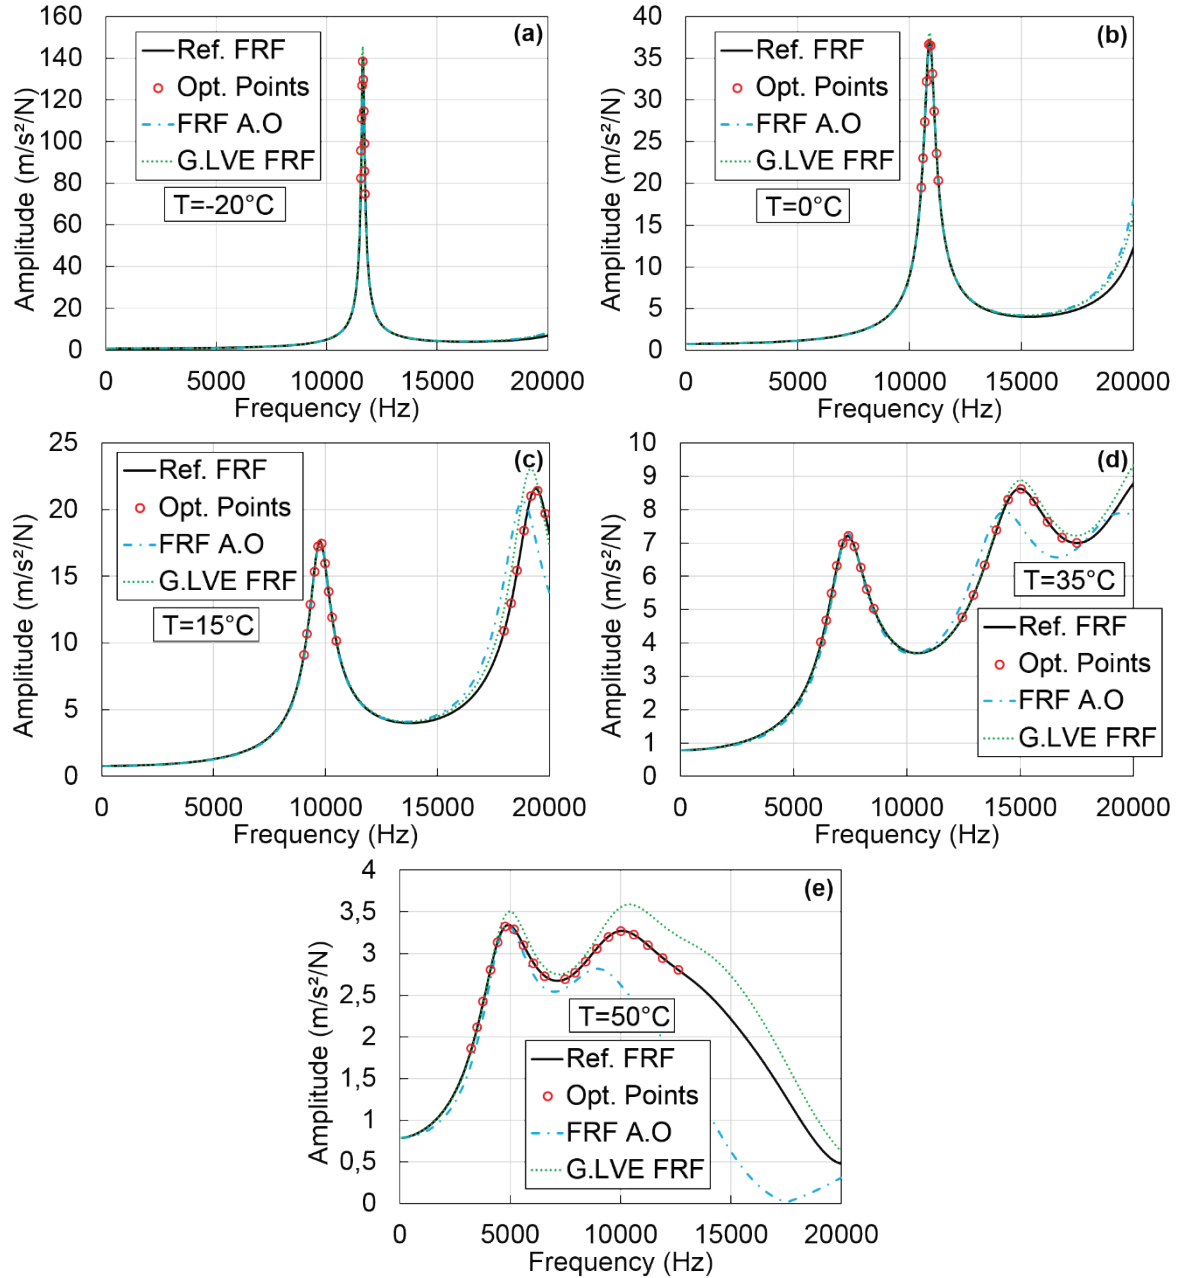 (a)
Amplitude (m/s²/N)
160
140
120
100
80
60
40
20
0
Ref. FRF
Opt. Points
FRF A.O
G.LVE FRF
T=-20°C
0 5000 10000 15000 20000
Frequency (Hz)
(b)
Amplitude (m/s²/N)
40
35
30
25
20
15
10
5
0
Ref. FRF
Opt. Points
FRF A.O
G.LVE FRF
T=0°C
0 5000 10000 15000 20000
Frequency (Hz)
(c)
Amplitude (m/s²/N)
25
20
15
10
5
0
Ref. FRF
Opt. Points
FRF A.O
G.LVE FRF
T=15°C
0 5000 10000 15000 20000
Frequency (Hz)
(d)
Amplitude (m/s²/N)
10
9
8
7
6
5
4
3
2
1
0
T=35°C
Ref. FRF
Opt. Points
FRF A.O
G.LVE FRF
0 5000 10000 15000 20000
Frequency (Hz)
(e)
Amplitude (m/s²/N)
4
3,5
3
2,5
2
1,5
1
0,5
0
T=50°C
Ref. FRF
Opt. Points
FRF A.O
G.LVE FRF
0 5000 10000 15000 20000
Frequency (Hz)